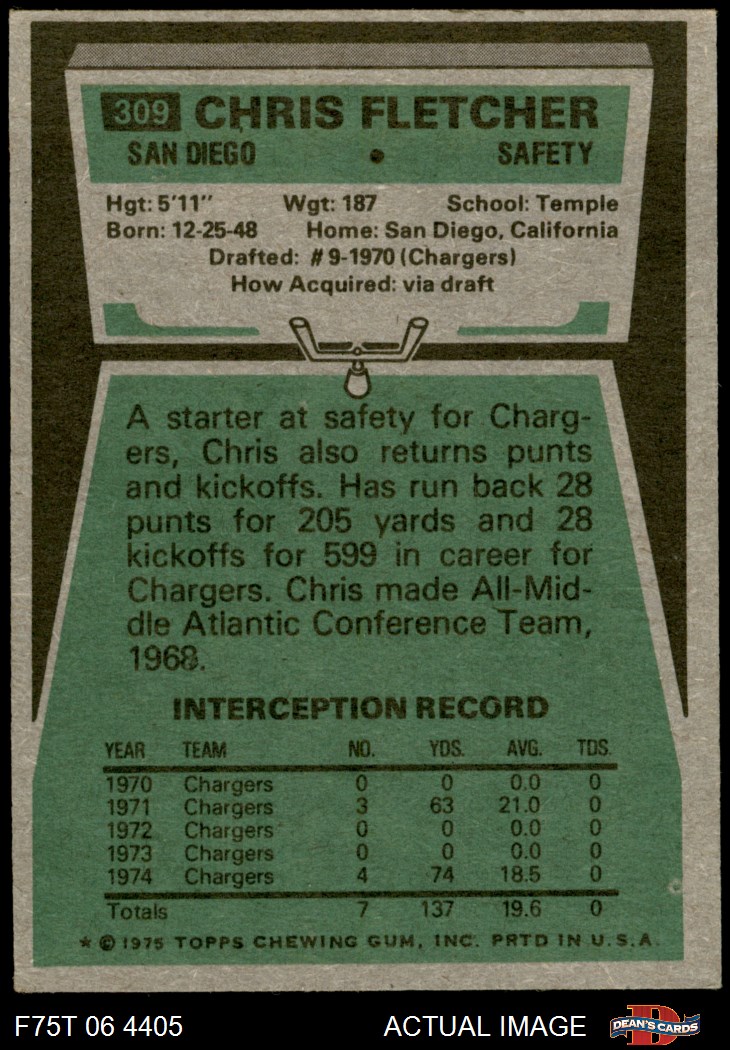 309 CHRIS FLETCHER
SAN DIEGO • SAFETY
Hgt: 5'11" Wgt: 187 School: Temple
Born: 12-25-48 Home: San Diego, California
Drafted: #9-1970 (Chargers)
How Acquired: via draft
A starter at safety for Charg-
ers, Chris also returns punts
and kickoffs. Has run back 28
punts for 205 yards and 28
kickoffs for 599 in career for
Chargers. Chris made All-Mid-
dle Atlantic Conference Team,
1968.
INTERCEPTION RECORD
YEAR TEAM NO. YDS. AVG. TDS.
1970 Chargers 0 0 0.0 0
1971 Chargers 3 63 21.0 0
1972 Chargers 0 0 0.0 0
1973 Chargers 0 0 0.0 0
1974 Chargers 4 74 18.5 0
Totals 7 137 19.6 0
* © 1975 TOPPS CHEWING GUM, INC. PRTD IN U.S.A.
F75T 06 4405 ACTUAL IMAGE D DEAN'S CARDS